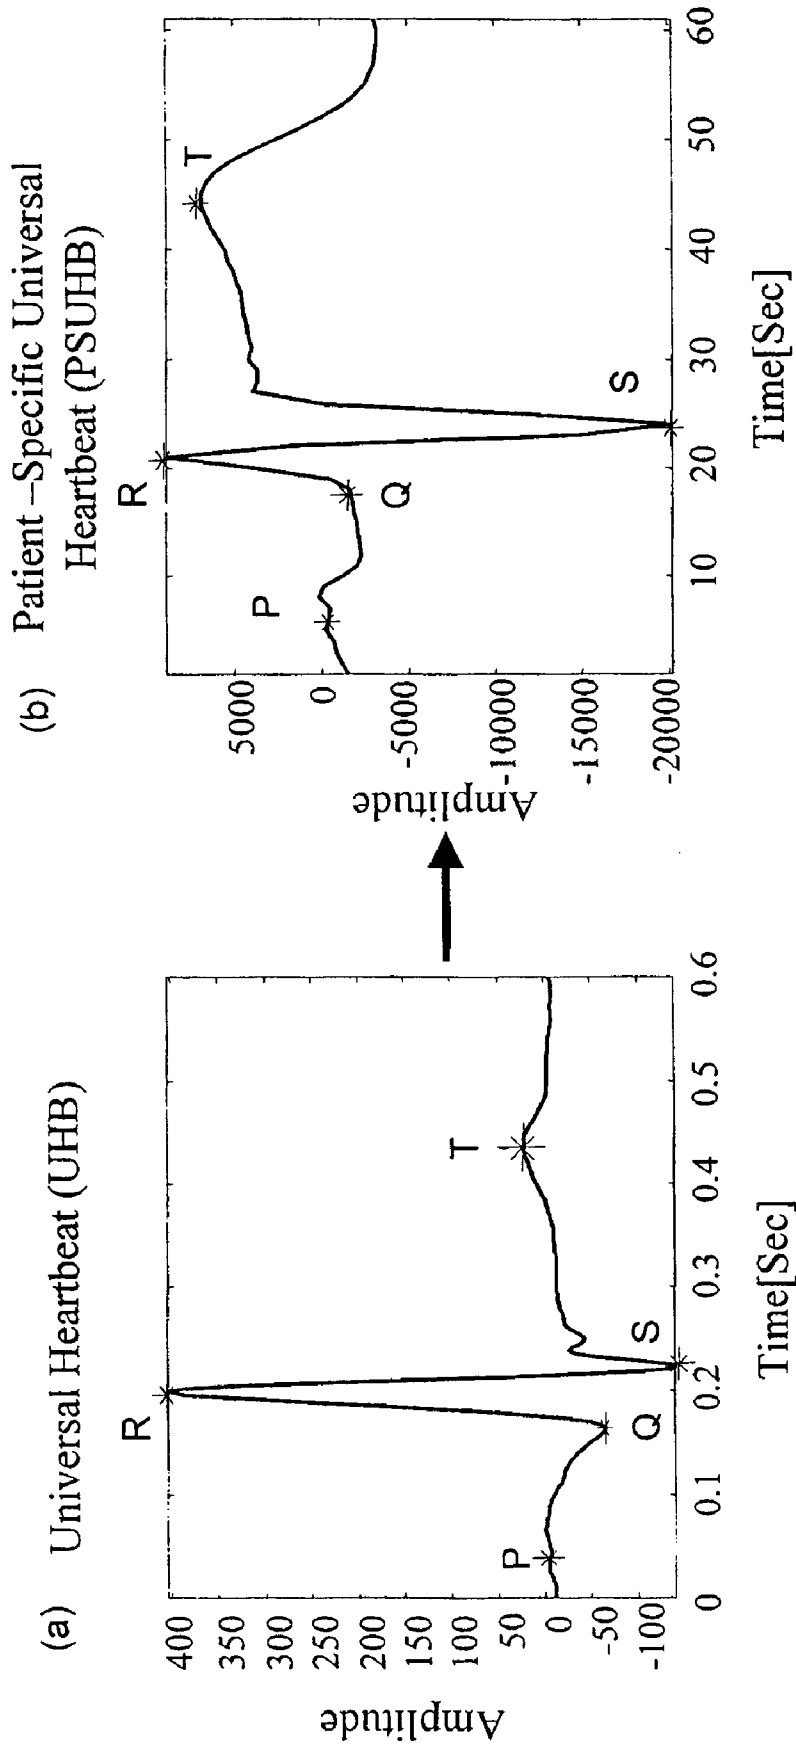 (a) Universal Heartbeat (UHB)
Amplitude
400
350
300
250
200
150
100
50
0
-50
-100
P
Q
R
S
T
0 0.1 0.2 0.3 0.4 0.5 0.6
Time[Sec]
(b) Patient –Specific Universal
Heartbeat (PSUHB)
Amplitude
5000
0
-5000
-10000
-15000
-20000
P
Q
R
S
T
10 20 30 40 50 60
Time[Sec]